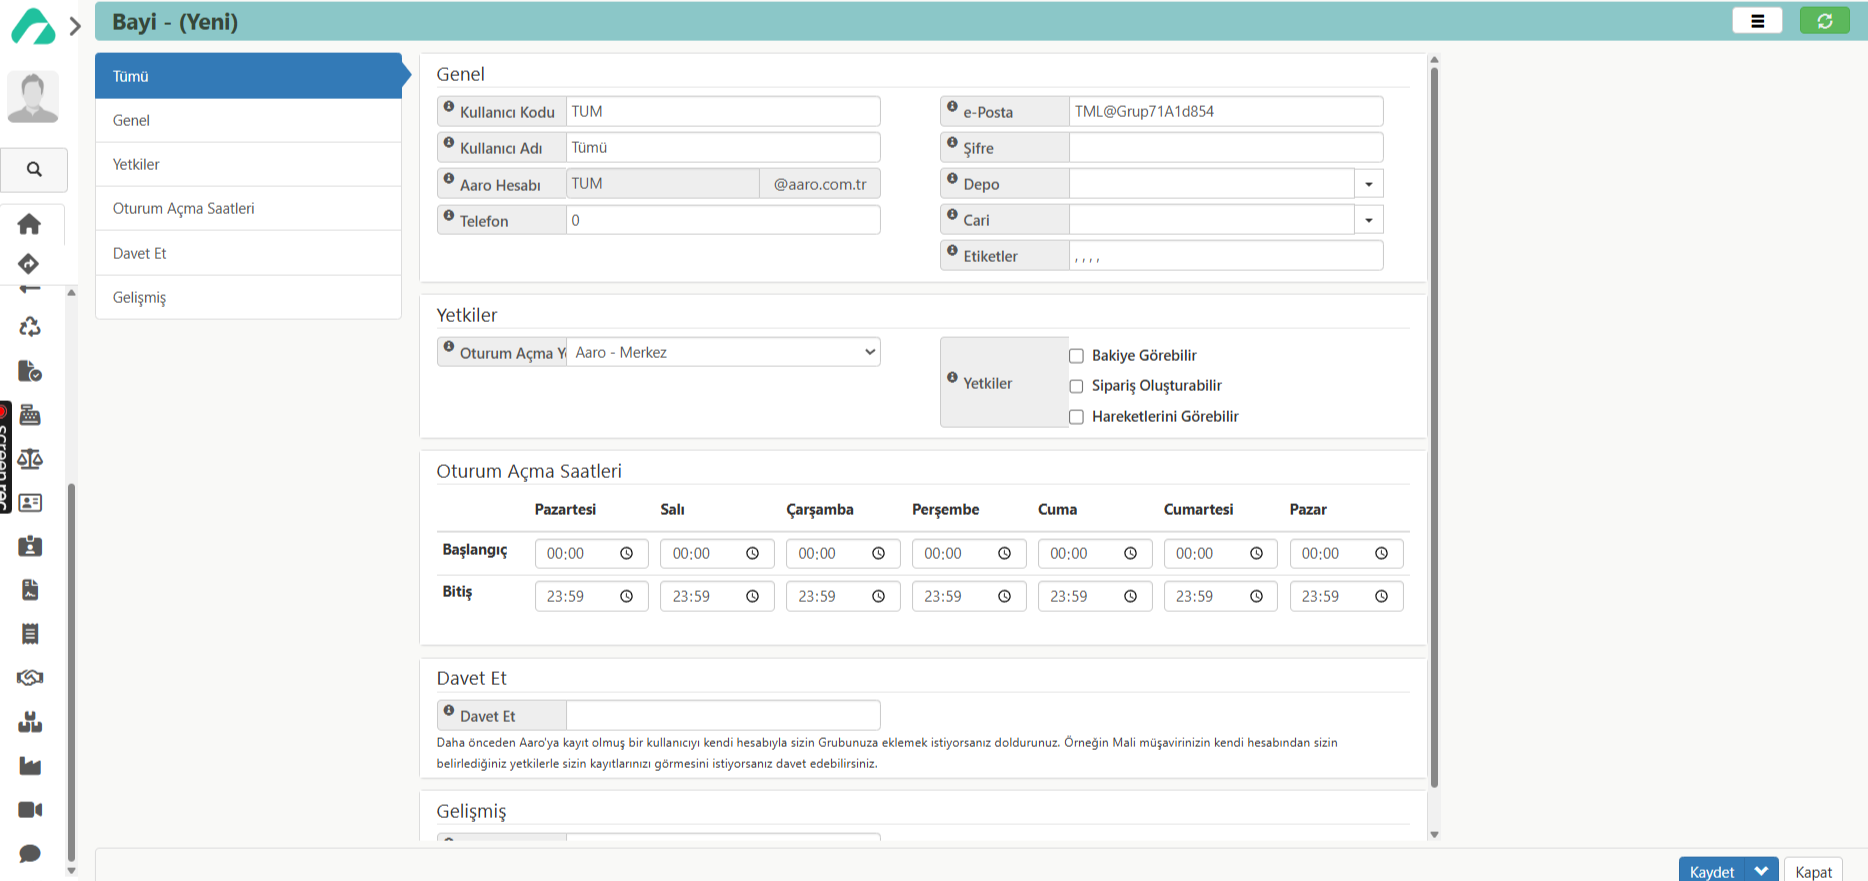 Bayi - (Yeni)
Tümü
Genel
Yetkiler
Oturum Açma Saatleri
Davet Et
Gelişmiş
Genel
Kullanıcı Kodu TUM
Kullanıcı Adı Tümü
Aaro Hesabı TUM @aaro.com.tr
Telefon 0
e-Posta TML@Grup71A1d854
Şifre
Depo
Cari
Etiketler , , , ,
Yetkiler
Oturum Açma Y Aaro - Merkez
Yetkiler
Bakiye Görebilir
Sipariş Oluşturabilir
Hareketlerini Görebilir
Oturum Açma Saatleri
Pazartesi Salı Çarşamba Perşembe Cuma Cumartesi Pazar
Başlangıç 00:00 00:00 00:00 00:00 00:00 00:00 00:00
Bitiş 23:59 23:59 23:59 23:59 23:59 23:59 23:59
Davet Et
Davet Et
Daha önceden Aaro'ya kayıt olmuş bir kullanıcıyı kendi hesabıyla sizin Grubunuza eklemek istiyorsanız doldurunuz. Örneğin Mali müşavirinizin kendi hesabından sizin
belirlediğiniz yetkilerle sizin kayıtlarınızı görmesini istiyorsanız davet edebilirsiniz.
Gelişmiş
Kaydet
Kapat